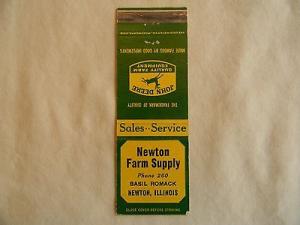 MADE FAMOUS BY GOOD IMPLEMENTS
JOHN DEERE
QUALITY FARM
EQUIPMENT
THE TRADEMARK OF QUALITY
Sales--Service
Newton
Farm Supply
Phone 260
BASIL ROMACK
NEWTON, ILLINOIS
CLOSE COVER BEFORE STRIKING